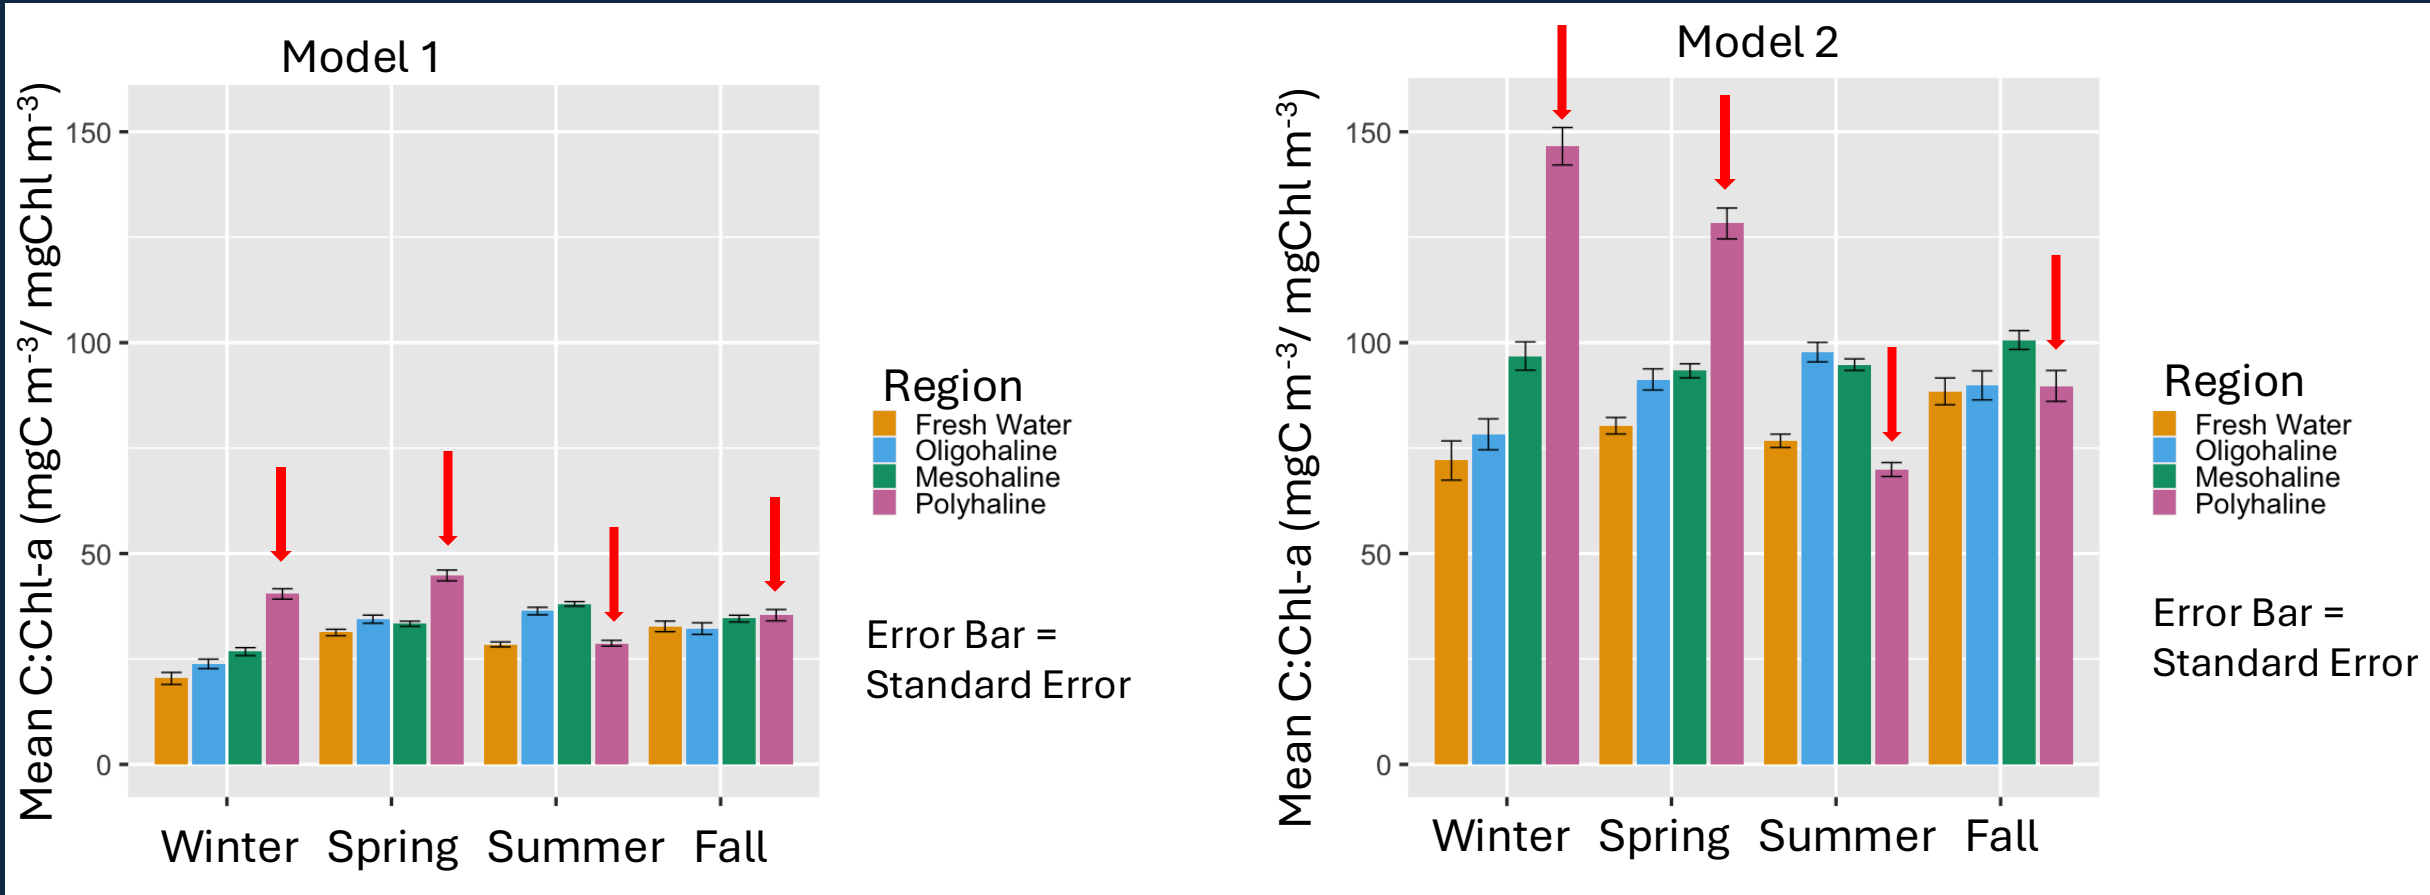 Model 1
Mean C:Chl-a (mgC m-3/ mgChl m-3)
150
100
50
0
Winter Spring Summer Fall
Region
Fresh Water
Oligohaline
Mesohaline
Polyhaline
Error Bar =
Standard Error
Model 2
Mean C:Chl-a (mgC m-3/ mgChl m-3)
150
100
50
0
Winter Spring Summer Fall
Region
Fresh Water
Oligohaline
Mesohaline
Polyhaline
Error Bar =
Standard Error